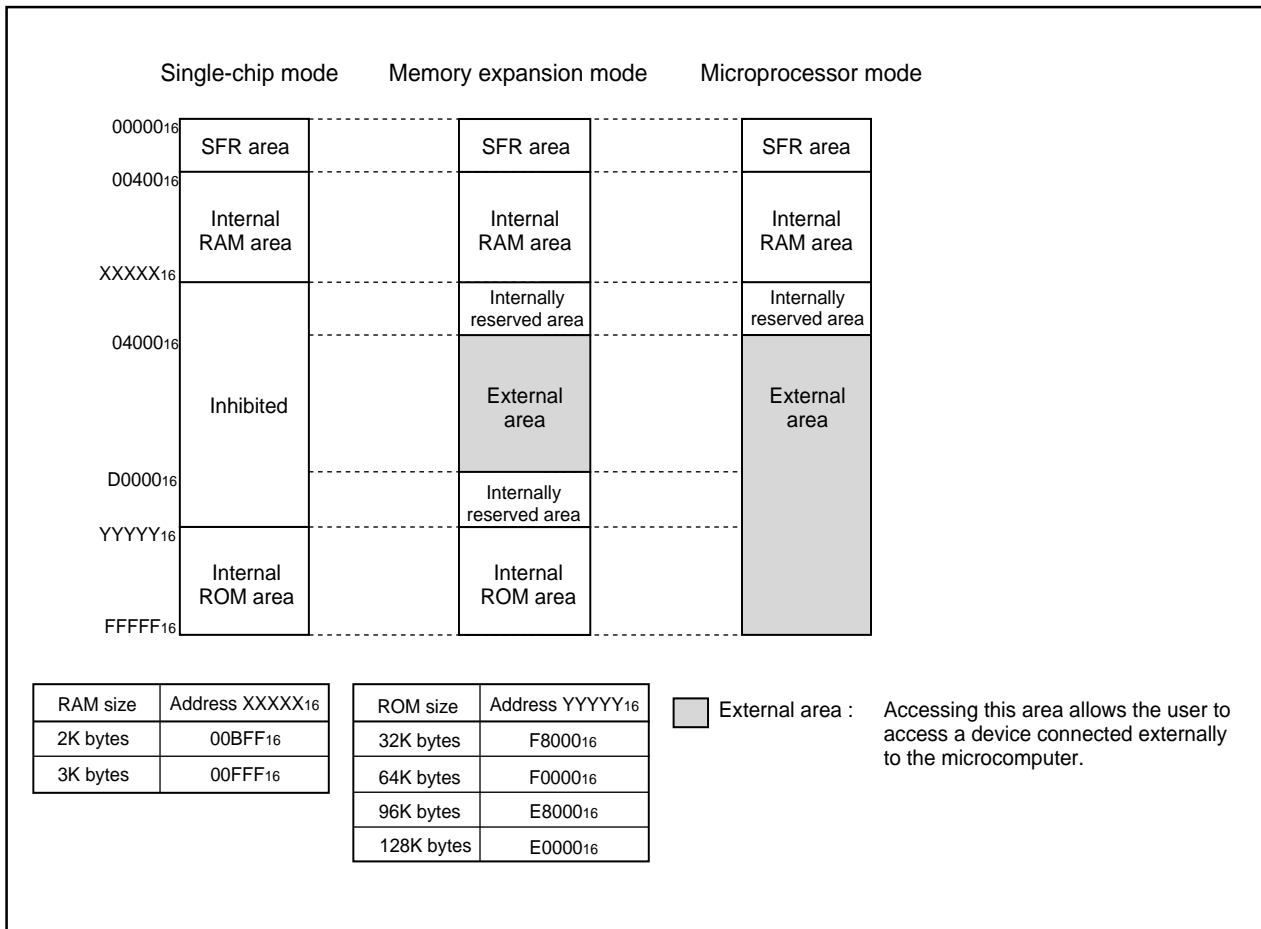 Single-chip mode Memory expansion mode Microprocessor mode
0000016
SFR area SFR area SFR area
0040016
Internal
RAM area
Internal
RAM area
Internal
RAM area
XXXXX16
Internally
reserved area
Internally
reserved area
0400016
Inhibited
External
area
External
area
D000016
Internally
reserved area
YYYYY16
Internal
ROM area
Internal
ROM area
FFFFF16
RAM size Address XXXXX16
2K bytes 00BFF16
3K bytes 00FFF16
ROM size Address YYYYY16
32K bytes F800016
64K bytes F000016
96K bytes E800016
128K bytes E000016
External area : Accessing this area allows the user to
access a device connected externally
to the microcomputer.